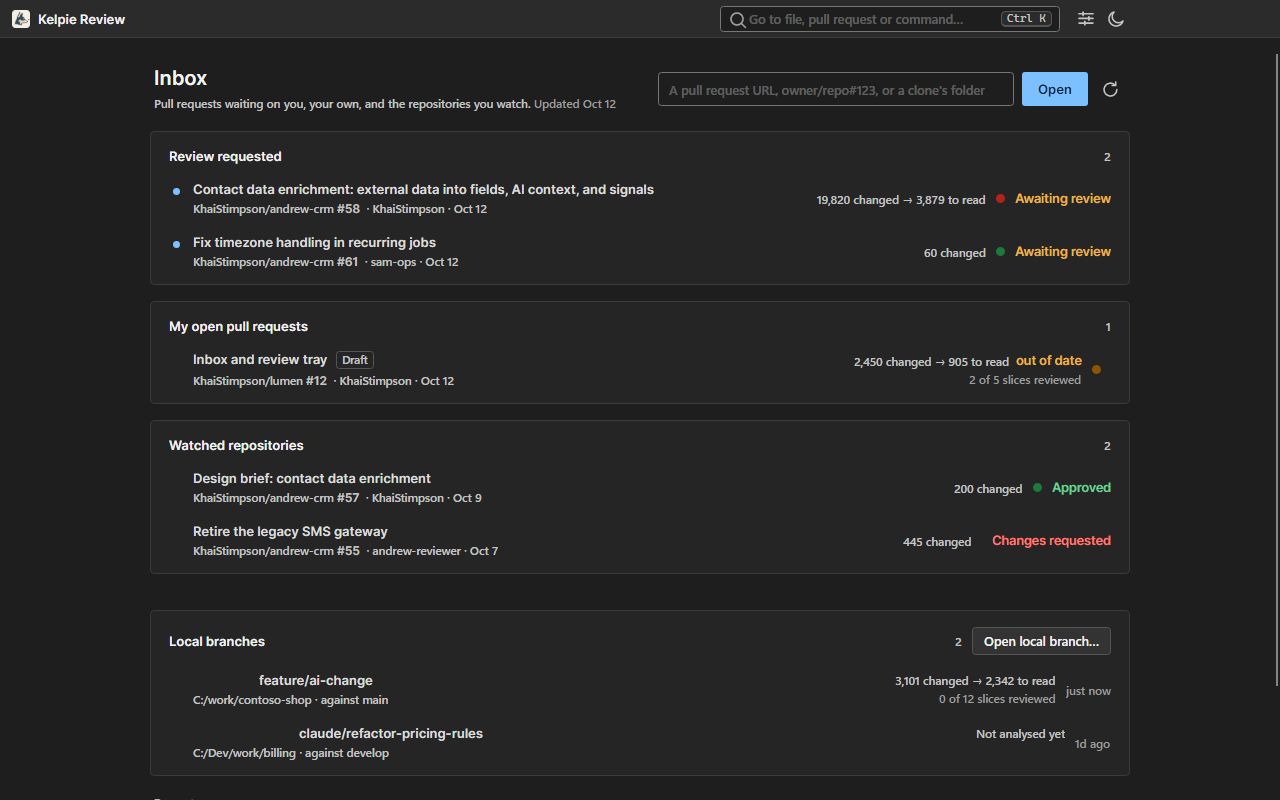 Kelpie Review
Go to file, pull request or command...
Ctrl K
Inbox
Pull requests waiting on you, your own, and the repositories you watch. Updated Oct 12
A pull request URL, owner/repo#123, or a clone's folder
Open
Review requested
2
Contact data enrichment: external data into fields, AI context, and signals
KhaiStimpson/andrew-crm #58 · KhaiStimpson · Oct 12
19,820 changed → 3,879 to read
Awaiting review
Fix timezone handling in recurring jobs
KhaiStimpson/andrew-crm #61 · sam-ops · Oct 12
60 changed
Awaiting review
My open pull requests
1
Inbox and review tray
Draft
KhaiStimpson/lumen #12 · KhaiStimpson · Oct 12
2,450 changed → 905 to read out of date
2 of 5 slices reviewed
Watched repositories
2
Design brief: contact data enrichment
KhaiStimpson/andrew-crm #57 · KhaiStimpson · Oct 9
200 changed
Approved
Retire the legacy SMS gateway
KhaiStimpson/andrew-crm #55 · andrew-reviewer · Oct 7
445 changed
Changes requested
Local branches
2
Open local branch...
feature/ai-change
C:/work/contoso-shop · against main
3,101 changed → 2,342 to read
0 of 12 slices reviewed
just now
claude/refactor-pricing-rules
C:/Dev/work/billing · against develop
Not analysed yet
1d ago